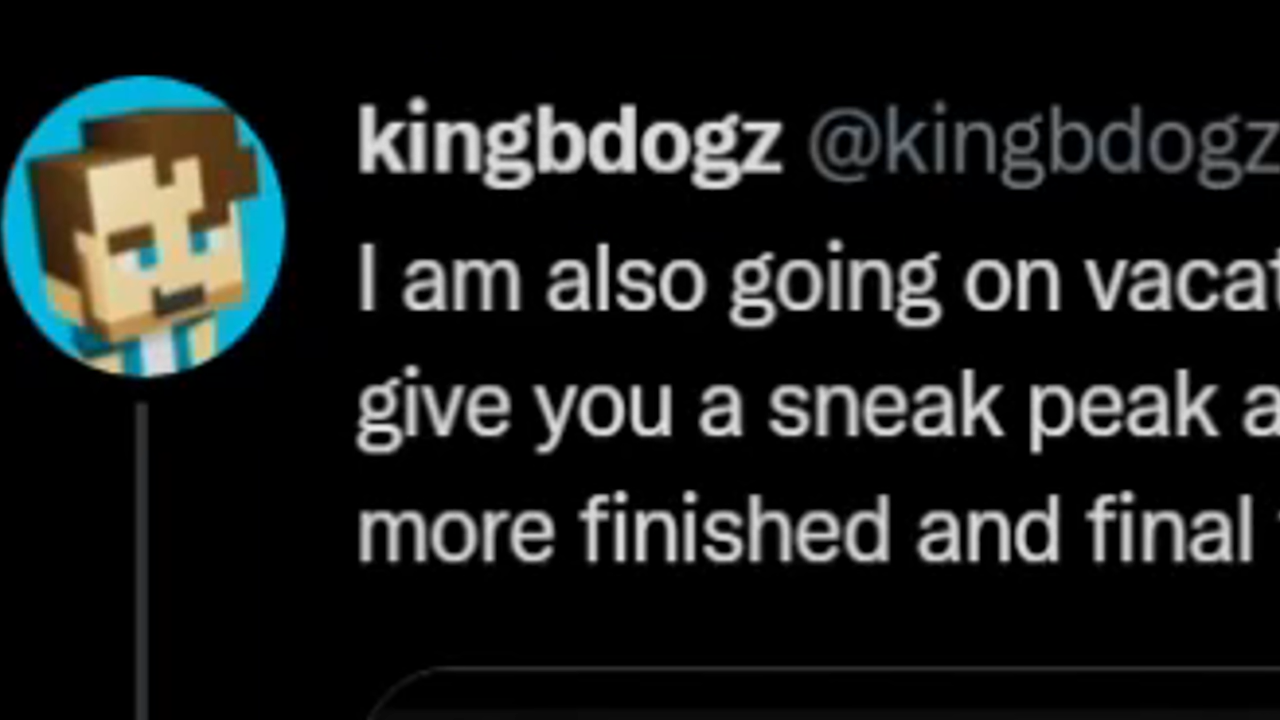 kingbdogz @kingbdogz
I am also going on vacat
give you a sneak peak a
more finished and final